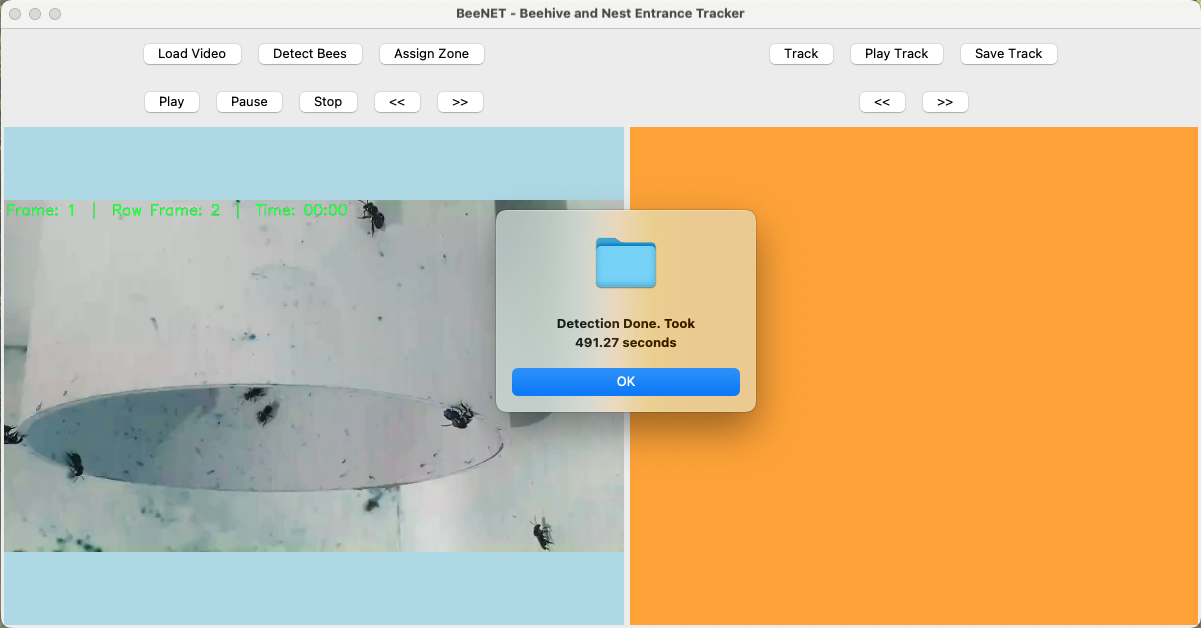 BeeNET - Beehive and Nest Entrance Tracker
Load Video
Detect Bees
Assign Zone
Track
Play Track
Save Track
Play
Pause
Stop
<<
>>
<<
>>
Frame: 1 | Raw Frame: 2 | Time: 00:00
Detection Done. Took
491.27 seconds
OK